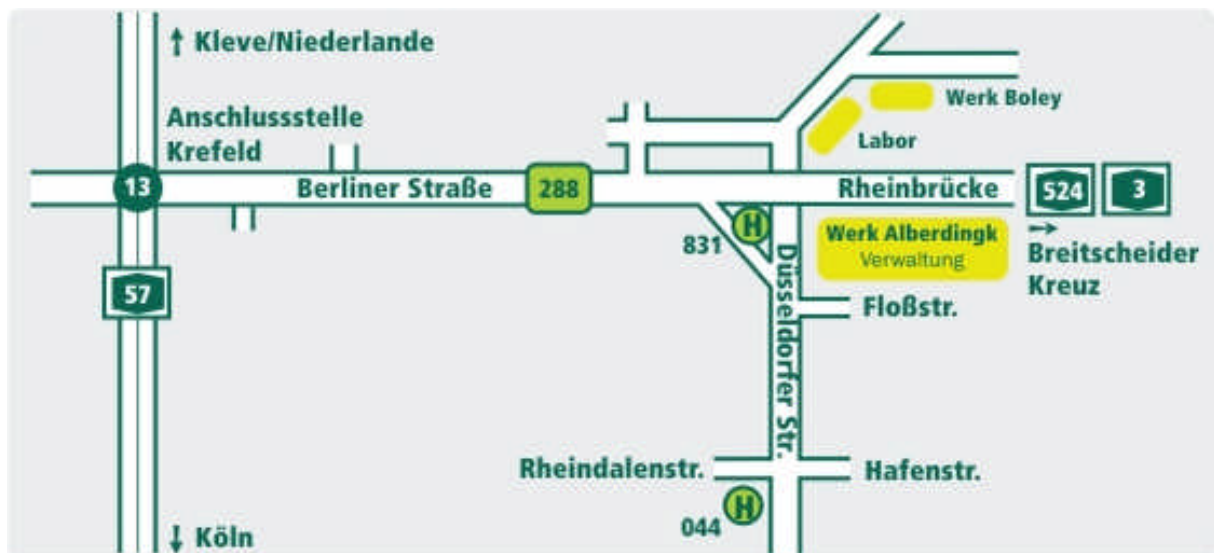 Kleve/Niederlande
Werk Boley
Anschlussstelle
Krefeld
Labor
13
Berliner Straße
288
Rheinbrücke
524
3
H
831
Werk Alberdingk
Verwaltung
Breitscheider
Kreuz
57
Düsseldorfer Str.
Floßstr.
Rheindalenstr.
Hafenstr.
H
044
Köln